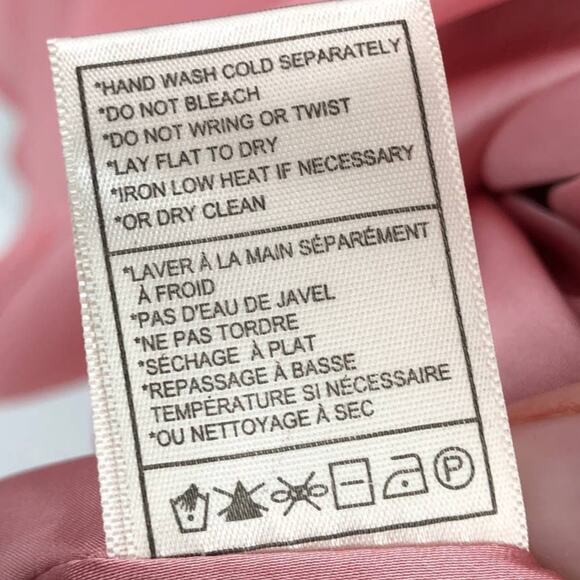 *HAND WASH COLD SEPARATELY
*DO NOT BLEACH
*DO NOT WRING OR TWIST
*LAY FLAT TO DRY
*IRON LOW HEAT IF NECESSARY
*OR DRY CLEAN
*LAVER À LA MAIN SÉPARÉMENT
À FROID
*PAS D'EAU DE JAVEL
*NE PAS TORDRE
*SÉCHAGE À PLAT
*REPASSAGE À BASSE
TEMPÉRATURE SI NÉCESSAIRE
*OU NETTOYAGE À SEC
P